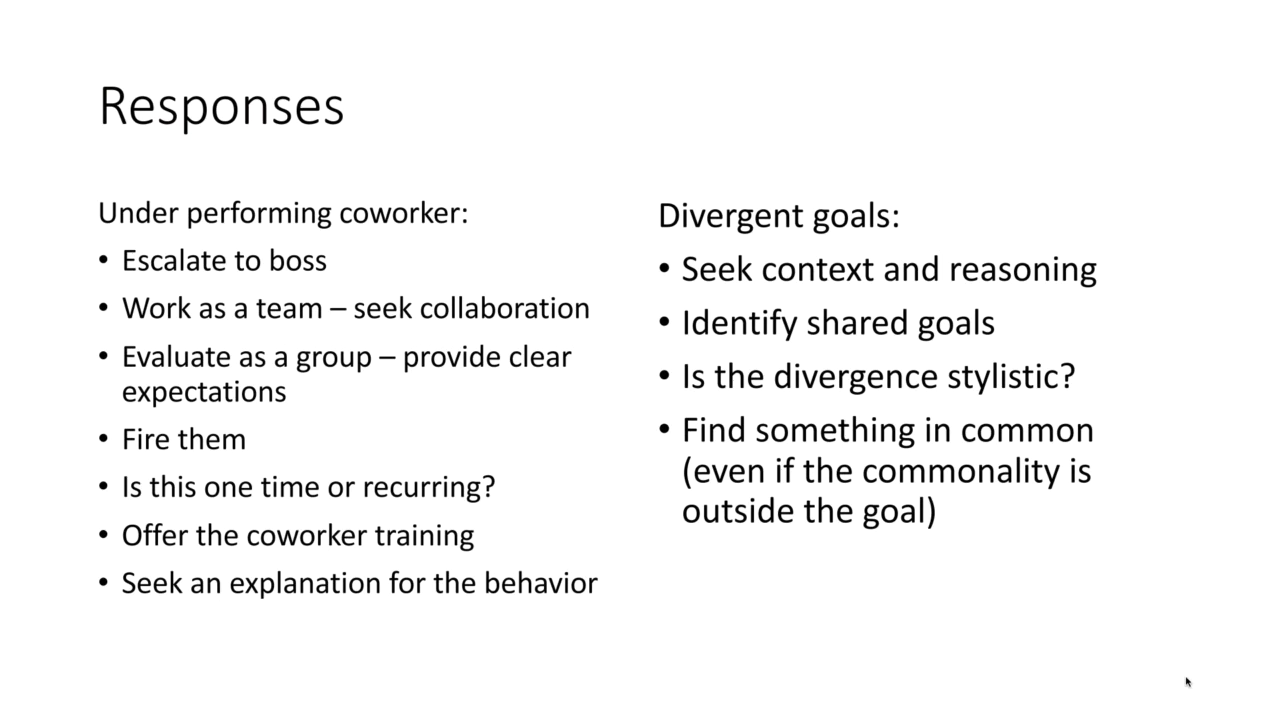 Responses
Under performing coworker:
• Escalate to boss
• Work as a team – seek collaboration
• Evaluate as a group – provide clear
expectations
• Fire them
• Is this one time or recurring?
• Offer the coworker training
• Seek an explanation for the behavior
Divergent goals:
• Seek context and reasoning
• Identify shared goals
• Is the divergence stylistic?
• Find something in common
(even if the commonality is
outside the goal)